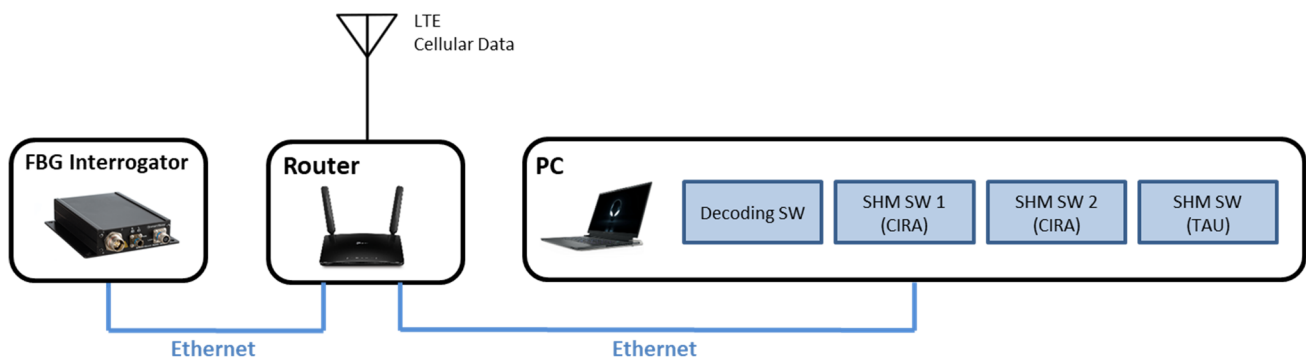 LTE
Cellular Data
FBG Interrogator
Router
PC
Decoding SW
SHM SW 1
(CIRA)
SHM SW 2
(CIRA)
SHM SW
(TAU)
Ethernet
Ethernet